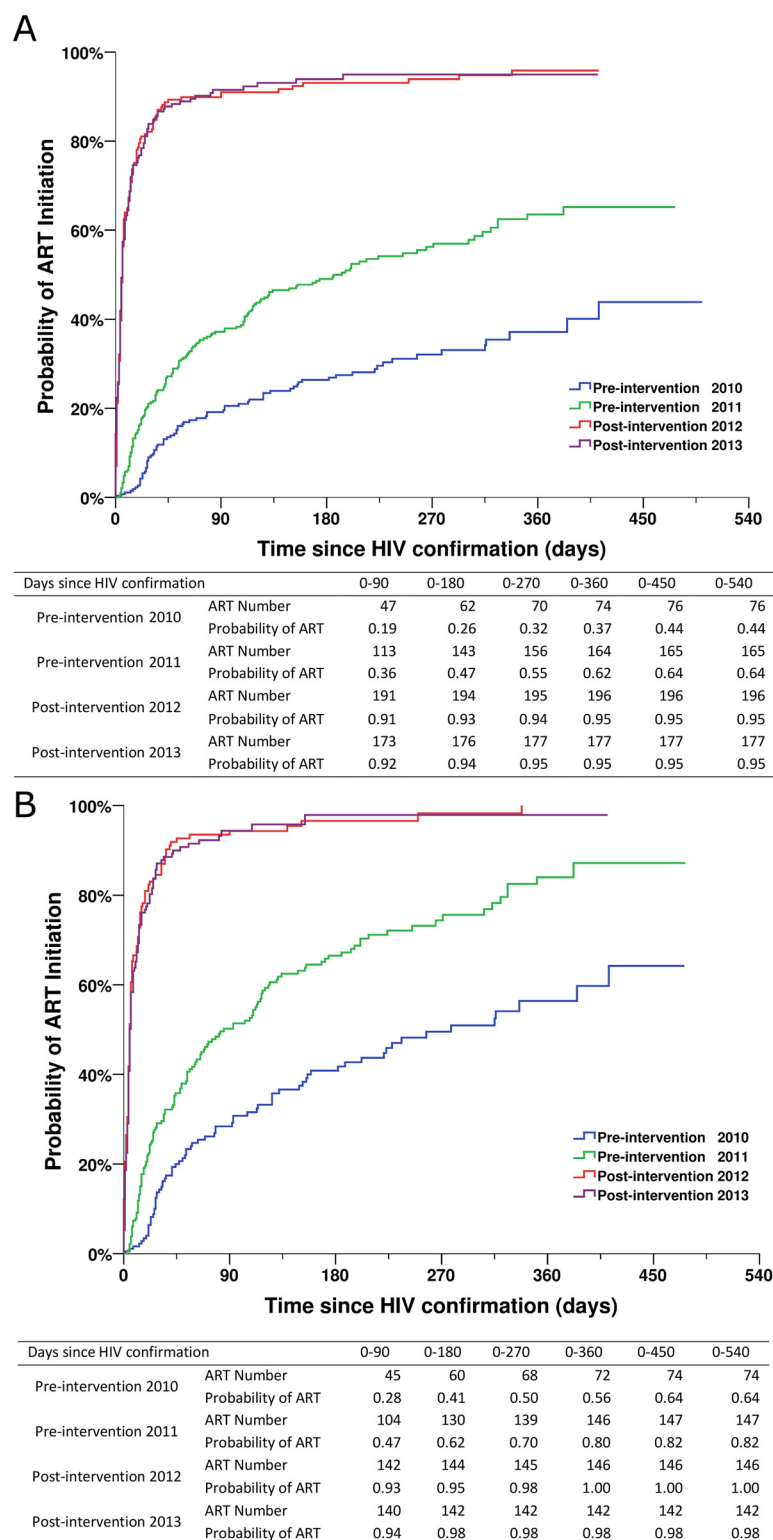 A
100%
80%
60%
40%
20%
0%
Probability of ART Initiation
Pre-intervention 2010
Pre-intervention 2011
Post-intervention 2012
Post-intervention 2013
0 90 180 270 360 450 540
Time since HIV confirmation (days)
Days since HIV confirmation 0-90 0-180 0-270 0-360 0-450 0-540
Pre-intervention 2010
ART Number 47 62 70 74 76 76
Probability of ART 0.19 0.26 0.32 0.37 0.44 0.44
Pre-intervention 2011
ART Number 113 143 156 164 165 165
Probability of ART 0.36 0.47 0.55 0.62 0.64 0.64
Post-intervention 2012
ART Number 191 194 195 196 196 196
Probability of ART 0.91 0.93 0.94 0.95 0.95 0.95
Post-intervention 2013
ART Number 173 176 177 177 177 177
Probability of ART 0.92 0.94 0.95 0.95 0.95 0.95
B
100%
80%
60%
40%
20%
0%
Probability of ART Initiation
Pre-intervention 2010
Pre-intervention 2011
Post-intervention 2012
Post-intervention 2013
0 90 180 270 360 450 540
Time since HIV confirmation (days)
Days since HIV confirmation 0-90 0-180 0-270 0-360 0-450 0-540
Pre-intervention 2010
ART Number 45 60 68 72 74 74
Probability of ART 0.28 0.41 0.50 0.56 0.64 0.64
Pre-intervention 2011
ART Number 104 130 139 146 147 147
Probability of ART 0.47 0.62 0.70 0.80 0.82 0.82
Post-intervention 2012
ART Number 142 144 145 146 146 146
Probability of ART 0.93 0.95 0.98 1.00 1.00 1.00
Post-intervention 2013
ART Number 140 142 142 142 142 142
Probability of ART 0.94 0.98 0.98 0.98 0.98 0.98